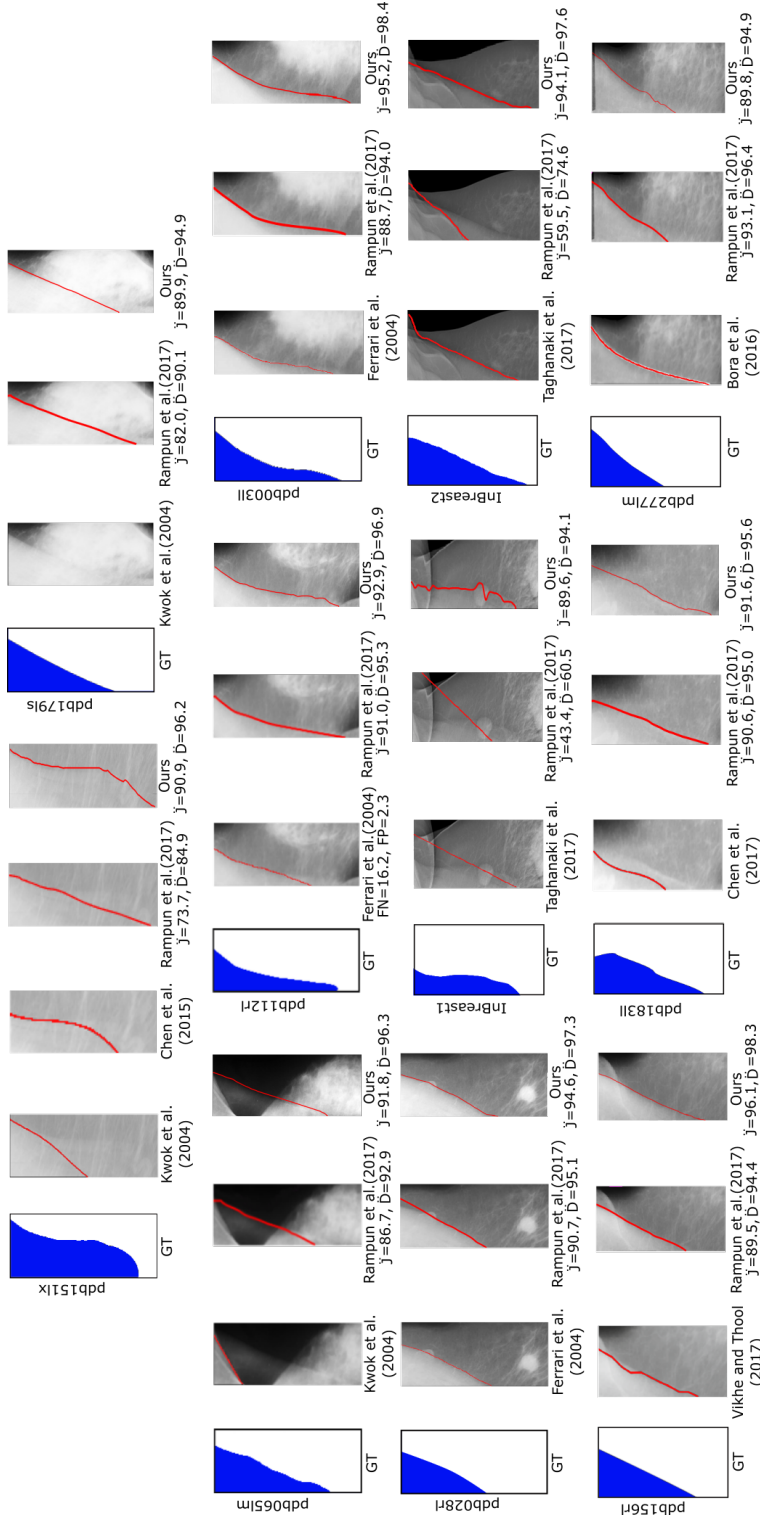 pdb151lx
GT
Kwok et al.
(2004)
Chen et al.
(2015)
Rampun et al.(2017)
J̈=73.7, D̈=84.9
Ours
J̈=90.9, D̈=96.2
pdb179ls
GT
Kwok et al.(2004)
Rampun et al.(2017)
J̈=82.0, D̈=90.1
Ours
J̈=89.9, D̈=94.9
pdb065lm
GT
Kwok et al.
(2004)
Rampun et al.(2017)
J̈=86.7, D̈=92.9
Ours
J̈=91.8, D̈=96.3
pdb112rl
GT
Ferrari et al.(2004)
FN=16.2, FP=2.3
Rampun et al.(2017)
J̈=91.0, D̈=95.3
Ours
J̈=92.9, D̈=96.9
pdb003ll
GT
Ferrari et al.
(2004)
Rampun et al.(2017)
J̈=88.7, D̈=94.0
Ours
J̈=95.2, D̈=98.4
pdb028rl
GT
Ferrari et al.
(2004)
Rampun et al.(2017)
J̈=90.7, D̈=95.1
Ours
J̈=94.6, D̈=97.3
InBreast1
GT
Taghanaki et al.
(2017)
Rampun et al.(2017)
J̈=43.4, D̈=60.5
Ours
J̈=89.6, D̈=94.1
InBreast2
GT
Taghanaki et al.
(2017)
Rampun et al.(2017)
J̈=59.5, D̈=74.6
Ours
J̈=94.1, D̈=97.6
pdb156rl
GT
Vikhe and Thool
(2017)
Rampun et al.(2017)
J̈=89.5, D̈=94.4
Ours
J̈=96.1, D̈=98.3
pdb183ll
GT
Chen et al.
(2017)
Rampun et al.(2017)
J̈=90.6, D̈=95.0
Ours
J̈=91.6, D̈=95.6
pdb277lm
GT
Bora et al.
(2016)
Rampun et al.(2017)
J̈=93.1, D̈=96.4
Ours
J̈=89.8, D̈=94.9